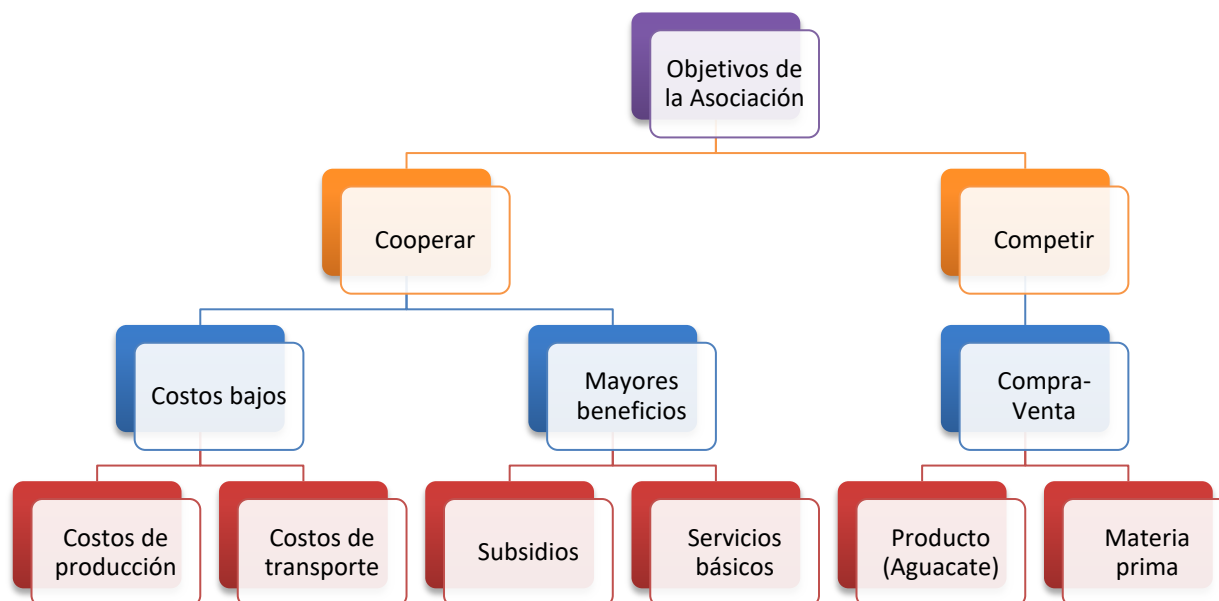 Objetivos de
la Asociación
Cooperar
Competir
Costos bajos
Mayores
beneficios
Compra-
Venta
Costos de
producción
Costos de
transporte
Subsidios
Servicios
básicos
Producto
(Aguacate)
Materia
prima